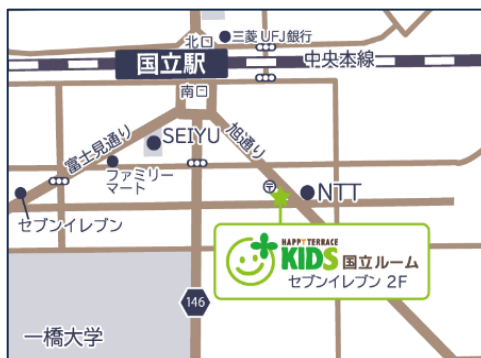 北口
三菱UFJ銀行
国立駅
中央本線
南口
富士見通り
SEIYU
旭通り
ファミリー
マート
〒
NTT
セブンイレブン
HAPPY TERRACE
KIDS 国立ルーム
セブンイレブン 2F
146
一橋大学